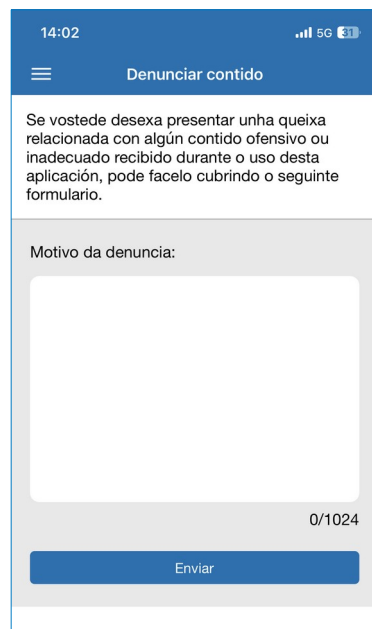 14:02
5G 31
Denunciar contido
Se vostede desexa presentar unha queixa
relacionada con algún contido ofensivo ou
inadecuado recibido durante o uso desta
aplicación, pode facelo cubrindo o seguinte
formulario.
Motivo da denuncia:
0/1024
Enviar